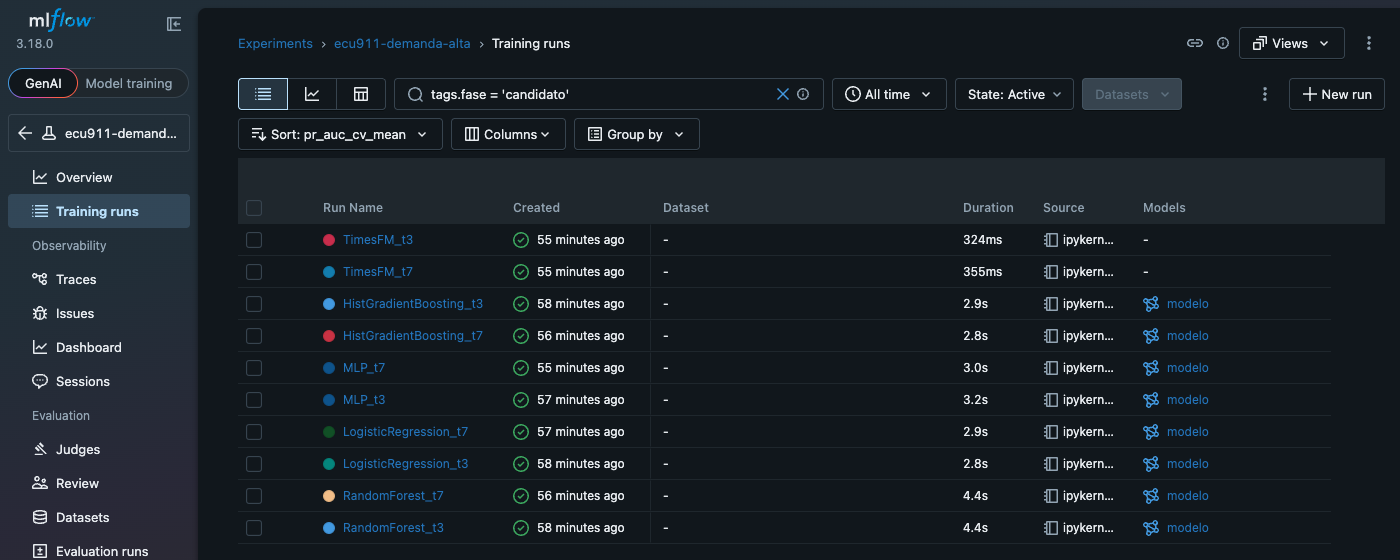 mlflow
3.18.0
GenAI Model training
ecu911-demand...
Overview
Training runs
Observability
Traces
Issues
Dashboard
Sessions
Evaluation
Judges
Review
Datasets
Evaluation runs
Experiments > ecu911-demanda-alta > Training runs
Views
tags.fase = 'candidato'
All time
State: Active
Datasets
New run
Sort: pr_auc_cv_mean
Columns
Group by
Run Name Created Dataset Duration Source Models
TimesFM_t3 55 minutes ago - 324ms ipykern... -
TimesFM_t7 55 minutes ago - 355ms ipykern... -
HistGradientBoosting_t3 58 minutes ago - 2.9s ipykern... modelo
HistGradientBoosting_t7 56 minutes ago - 2.8s ipykern... modelo
MLP_t7 55 minutes ago - 3.0s ipykern... modelo
MLP_t3 57 minutes ago - 3.2s ipykern... modelo
LogisticRegression_t7 57 minutes ago - 2.9s ipykern... modelo
LogisticRegression_t3 58 minutes ago - 2.8s ipykern... modelo
RandomForest_t7 56 minutes ago - 4.4s ipykern... modelo
RandomForest_t3 58 minutes ago - 4.4s ipykern... modelo